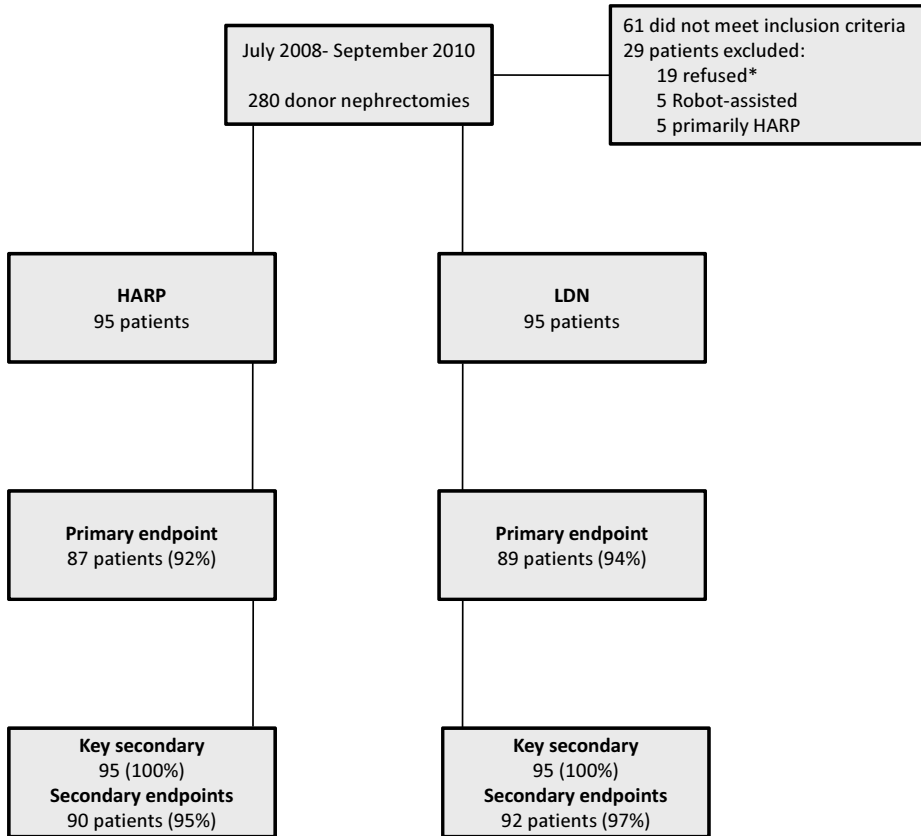 July 2008- September 2010
280 donor nephrectomies
61 did not meet inclusion criteria
29 patients excluded:
19 refused*
5 Robot-assisted
5 primarily HARP
HARP
95 patients
LDN
95 patients
Primary endpoint
87 patients (92%)
Primary endpoint
89 patients (94%)
Key secondary
95 (100%)
Secondary endpoints
90 patients (95%)
Key secondary
95 (100%)
Secondary endpoints
92 patients (97%)